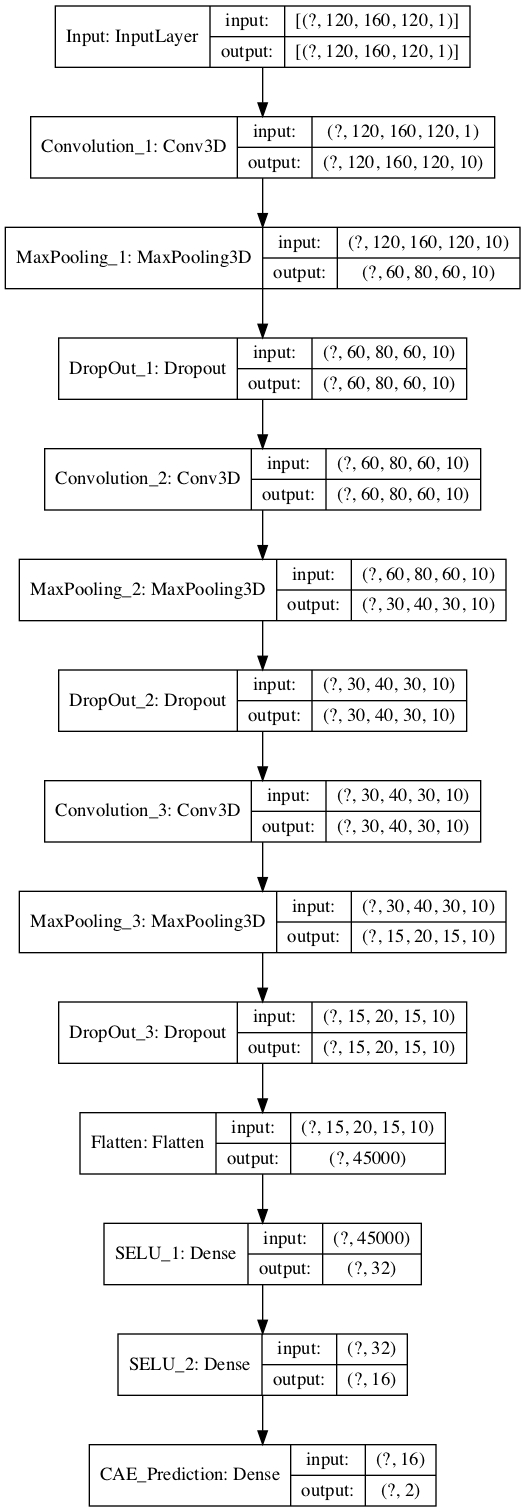 Input: InputLayer
input: [(?, 120, 160, 120, 1)]
output: [(?, 120, 160, 120, 1)]
Convolution_1: Conv3D
input: (?, 120, 160, 120, 1)
output: (?, 120, 160, 120, 10)
MaxPooling_1: MaxPooling3D
input: (?, 120, 160, 120, 10)
output: (?, 60, 80, 60, 10)
DropOut_1: Dropout
input: (?, 60, 80, 60, 10)
output: (?, 60, 80, 60, 10)
Convolution_2: Conv3D
input: (?, 60, 80, 60, 10)
output: (?, 60, 80, 60, 10)
MaxPooling_2: MaxPooling3D
input: (?, 60, 80, 60, 10)
output: (?, 30, 40, 30, 10)
DropOut_2: Dropout
input: (?, 30, 40, 30, 10)
output: (?, 30, 40, 30, 10)
Convolution_3: Conv3D
input: (?, 30, 40, 30, 10)
output: (?, 30, 40, 30, 10)
MaxPooling_3: MaxPooling3D
input: (?, 30, 40, 30, 10)
output: (?, 15, 20, 15, 10)
DropOut_3: Dropout
input: (?, 15, 20, 15, 10)
output: (?, 15, 20, 15, 10)
Flatten: Flatten
input: (?, 15, 20, 15, 10)
output: (?, 45000)
SELU_1: Dense
input: (?, 45000)
output: (?, 32)
SELU_2: Dense
input: (?, 32)
output: (?, 16)
CAE_Prediction: Dense
input: (?, 16)
output: (?, 2)